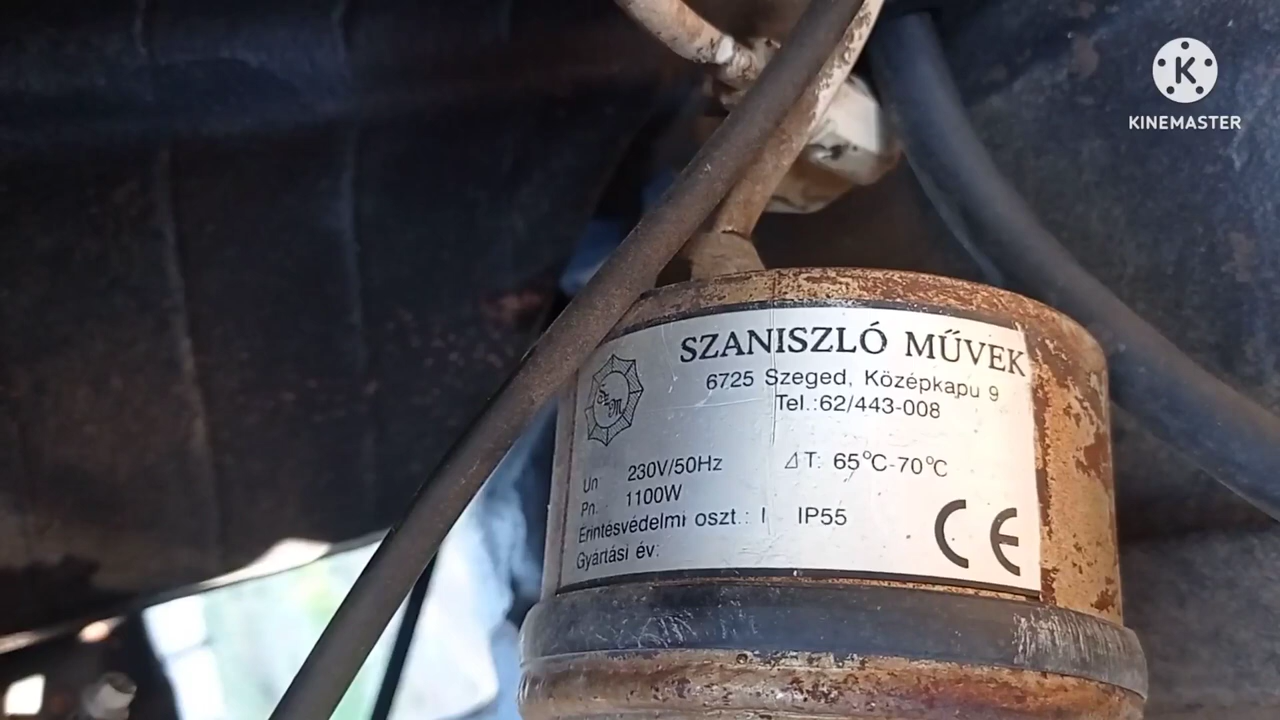 K
KINEMASTER
SZANISZLÓ MŰVEK
6725 Szeged, Középkapu 9
Tel.:62/443-008
Un 230V/50Hz ΔT: 65°C-70°C
Pn. 1100W
Érintésvédelmi oszt.: I IP55
Gyártási év:
CE